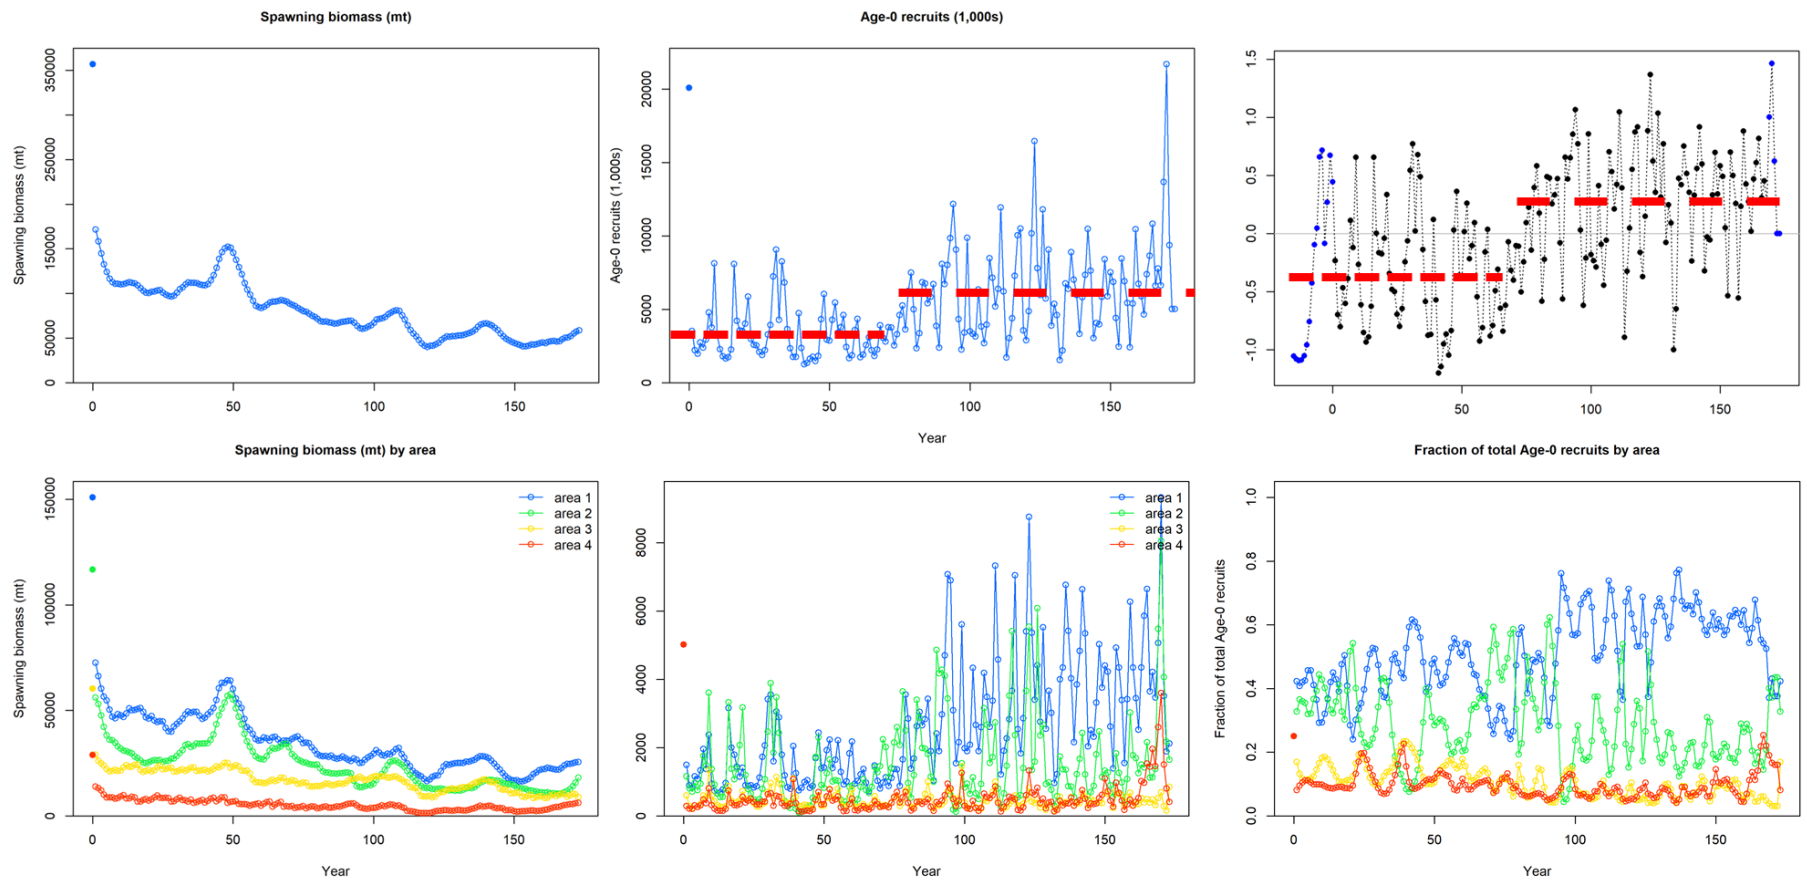 Spawning biomass (mt)
Spawning biomass (mt)
0
50000
150000
250000
350000
0
50
100
150
Age-0 recruits (1,000s)
Age-0 recruits (1,000s)
0
5000
10000
15000
20000
0
50
100
150
Year
1.5
1.0
0.5
0.0
-0.5
-1.0
0
50
100
150
Spawning biomass (mt) by area
Spawning biomass (mt)
0
50000
100000
150000
area 1
area 2
area 3
area 4
0
50
100
150
Year
0
2000
4000
6000
8000
area 1
area 2
area 3
area 4
0
50
100
150
Fraction of total Age-0 recruits by area
Fraction of total Age-0 recruits
0.0
0.2
0.4
0.6
0.8
1.0
0
50
100
150
Year